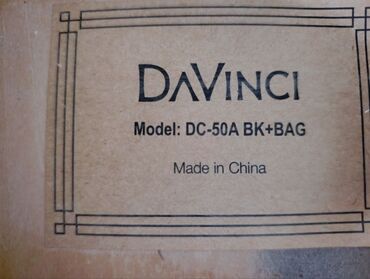 DAVINCI
Model: DC-50A BK+BAG
Made in China